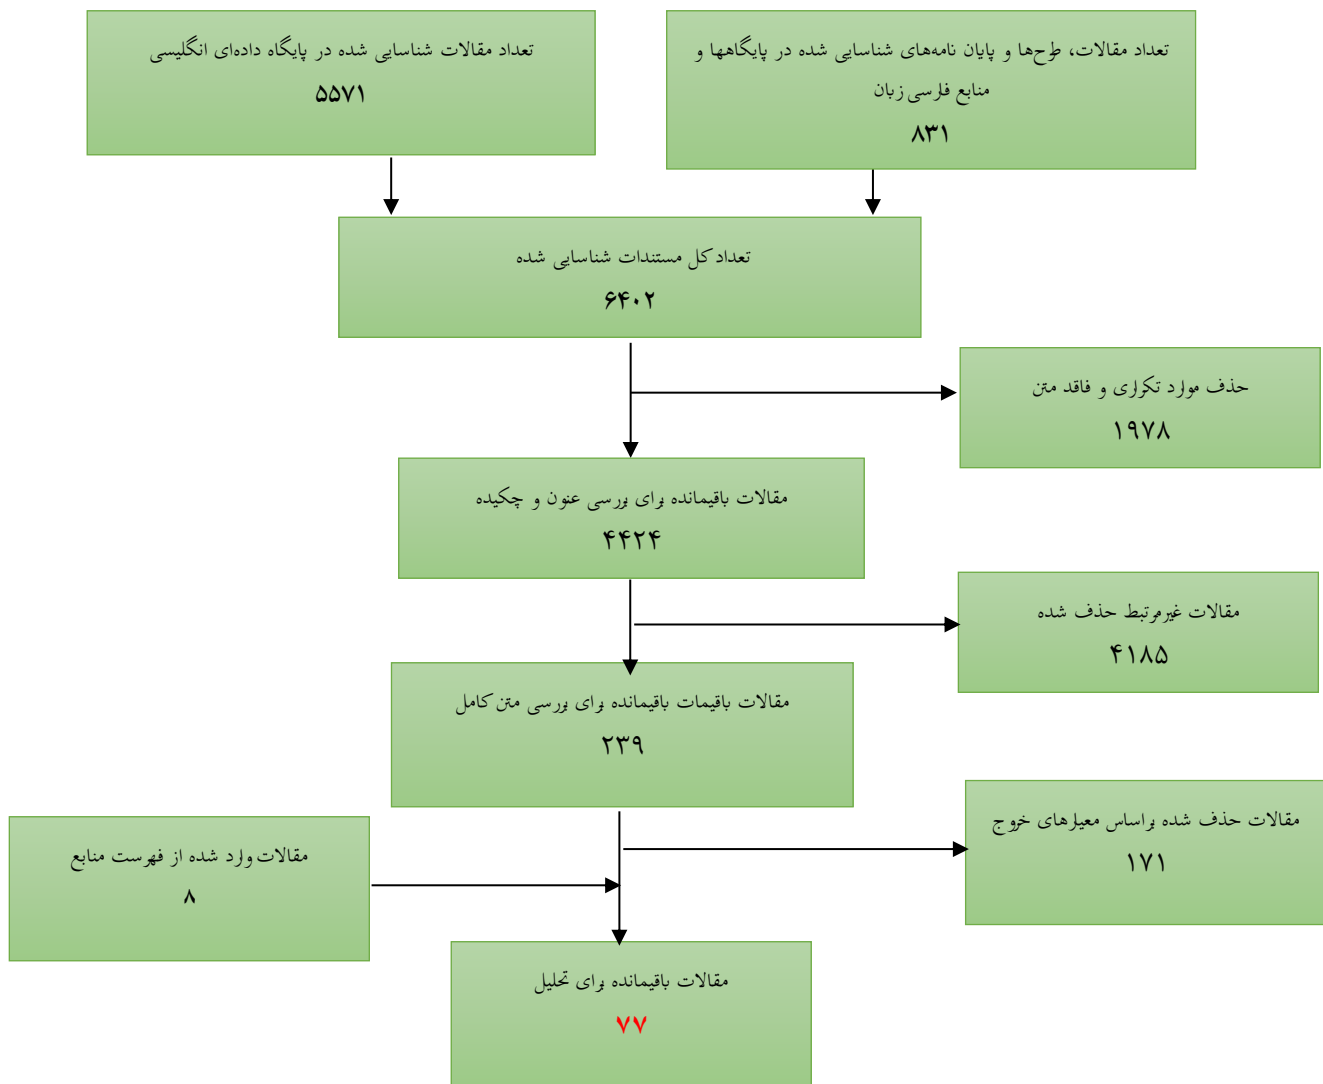 تعداد مقالات، طرح‌ها و پایان نامه‌های شناسایی شده در پایگاهها و
منابع فارسی زبان
۸۳۱
تعداد مقالات شناسایی شده در پایگاه داده‌ای انگلیسی
۵۵۷۱
تعداد کل مستندات شناسایی شده
۶۴۰۲
حذف موارد تکراری و فاقد متن
۱۹۷۸
مقالات باقیمانده برای بررسی عنوان و چکیده
۴۴۲۴
مقالات غیرمرتبط حذف شده
۴۱۸۵
مقالات باقیمات باقیمانده برای بررسی متن کامل
۲۳۹
مقالات حذف شده براساس معیارهای خروج
۱۷۱
مقالات وارد شده از فهرست منابع
۸
مقالات باقیمانده برای تحلیل
۷۷